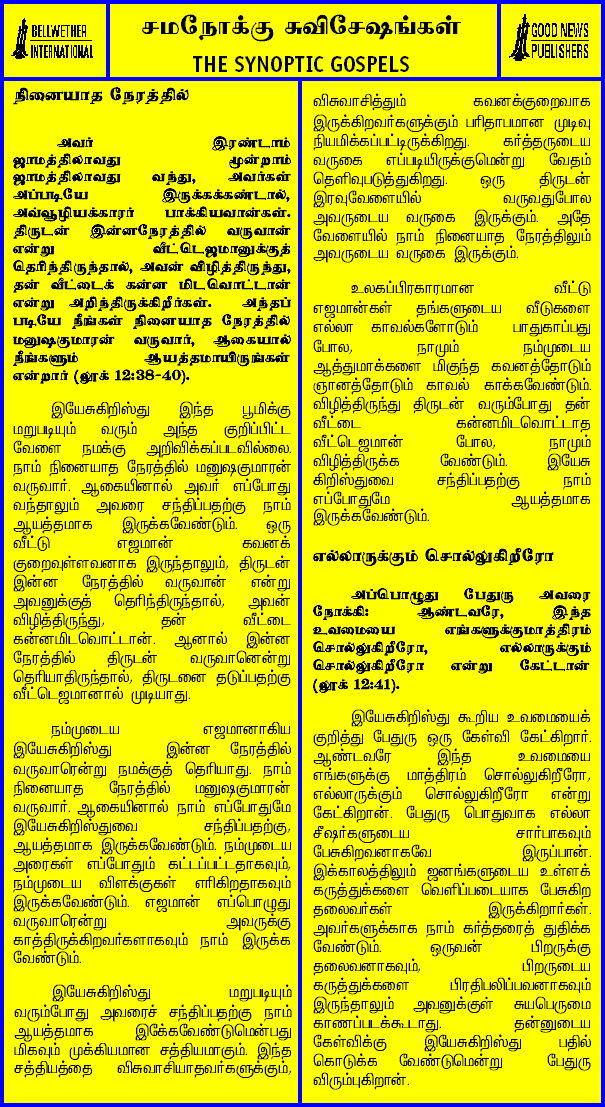 BELLWETHER
INTERNATIONAL
சமநோக்கு சுவிசேஷங்கள்
THE SYNOPTIC GOSPELS
GOOD NEWS
PUBLISHERS
நினையாத நேரத்தில்
அவர் இரண்டாம்
ஜாமத்திலாவது மூன்றாம்
ஜாமத்திலாவது வந்து, அவர்கள்
அப்படியே இருக்கக்கண்டால்,
அவ்வூழியக்காரர் பாக்கியவான்கள்.
திருடன் இன்னநேரத்தில் வருவான்
என்று வீட்டெஜமானுக்குத்
தெரிந்திருந்தால், அவன் விழித்திருந்து,
தன் வீட்டைக் கன்ன மிடவொட்டான்
என்று அறிந்திருக்கிறீர்கள். அந்தப்
படியே நீங்கள் நினையாத நேரத்தில்
மனுஷகுமாரன் வருவார், ஆகையால்
நீங்களும் ஆயத்தமாயிருங்கள்
என்றார் (லூக் 12:38-40).
இயேசுகிறிஸ்து இந்த பூமிக்கு
மறுபடியும் வரும் அந்த குறிப்பிட்ட
வேளை நமக்கு அறிவிக்கப்படவில்லை.
நாம் நினையாத நேரத்தில் மனுஷகுமாரன்
வருவார். ஆகையினால் அவர் எப்போது
வந்தாலும் அவரை சந்திப்பதற்கு நாம்
ஆயத்தமாக இருக்கவேண்டும். ஒரு
வீட்டு எஜமான் கவனக்
குறைவுள்ளவனாக இருந்தாலும், திருடன்
இன்ன நேரத்தில் வருவான் என்று
அவனுக்குத் தெரிந்திருந்தால், அவன்
விழித்திருந்து, தன் வீட்டை
கன்னமிடவொட்டான். ஆனால் இன்ன
நேரத்தில் திருடன் வருவானென்று
தெரியாதிருந்தால், திருடனை தடுப்பதற்கு
வீட்டெஜமானால் முடியாது.
நம்முடைய எஜமானாகிய
இயேசுகிறிஸ்து இன்ன நேரத்தில்
வருவாரென்று நமக்குத் தெரியாது. நாம்
நினையாத நேரத்தில் மனுஷகுமாரன்
வருவார். ஆகையினால் நாம் எப்போதுமே
இயேசுகிறிஸ்துவை சந்திப்பதற்கு,
ஆயத்தமாக இருக்கவேண்டும். நம்முடைய
அரைகள் எப்போதும் கட்டப்பட்டதாகவும்,
நம்முடைய விளக்குகள் எரிகிறதாகவும்
இருக்கவேண்டும். எஜமான் எப்பொழுது
வருவாரென்று அவருக்கு
காத்திருக்கிறவர்களாகவும் நாம் இருக்க
வேண்டும்.
இயேசுகிறிஸ்து மறுபடியும்
வரும்போது அவரைச் சந்திப்பதற்கு நாம்
ஆயத்தமாக இக்கேவேண்டுமென்பது
மிகவும் முக்கியமான சத்தியமாகும். இந்த
சத்தியத்தை விசுவாசியாதவர்களுக்கும்,
விசுவாசித்தும் கவனக்குறைவாக
இருக்கிறவர்களுக்கும் பரிதாபமான முடிவு
நியமிக்கப்பட்டிருக்கிறது. கர்த்தருடைய
வருகை எப்படியிருக்குமென்று வேதம்
தெளிவுபடுத்துகிறது. ஒரு திருடன்
இரவுவேளையில் வருவதுபோல
அவருடைய வருகை இருக்கும். அதே
வேளையில் நாம் நினையாத நேரத்திலும்
அவருடைய வருகை இருக்கும்.
உலகப்பிரகாரமான வீட்டு
எஜமான்கள் தங்களுடைய வீடுகளை
எல்லா காவல்களோடும் பாதுகாப்பது
போல, நாமும் நம்முடைய
ஆத்துமாக்களை மிகுந்த கவனத்தோடும்
ஞானத்தோடும் காவல் காக்கவேண்டும்.
விழித்திருந்து திருடன் வரும்போது தன்
வீட்டை கன்னமிடவொட்டாத
வீட்டெஜமான் போல, நாமும்
விழித்திருக்க வேண்டும். இயேசு
கிறிஸ்துவை சந்திப்பதற்கு நாம்
எப்போதுமே ஆயத்தமாக
இருக்கவேண்டும்.
எல்லாருக்கும் சொல்லுகிறீரோ
அப்பொழுது பேதுரு அவரை
நோக்கி: ஆண்டவரே, இந்த
உவமையை எங்களுக்குமாத்திரம்
சொல்லுகிறீரோ, எல்லாருக்கும்
சொல்லுகிறீரோ என்று கேட்டான்
(லூக் 12:41).
இயேசுகிறிஸ்து கூறிய உவமையைக்
குறித்து பேதுரு ஒரு கேள்வி கேட்கிறார்.
ஆண்டவரே இந்த உவமையை
எங்களுக்கு மாத்திரம் சொல்லுகிறீரோ,
எல்லாருக்கும் சொல்லுகிறீரோ என்று
கேட்கிறான். பேதுரு பொதுவாக எல்லா
சீஷர்களுடைய சார்பாகவும்
பேசுகிறவனாகவே இருப்பான்.
இக்காலத்திலும் ஜனங்களுடைய உள்ளக்
கருத்துக்களை வெளிப்படையாக பேசுகிற
தலைவர்கள் இருக்கிறார்கள்.
அவர்களுக்காக நாம் கர்த்தரைத் துதிக்க
வேண்டும். ஒருவன் பிறருக்கு
தலைவனாகவும், பிறருடைய
கருத்துக்களை பிரதிபலிப்பவனாகவும்
இருந்தாலும் அவனுக்குள் சுயபெருமை
காணப்படக்கூடாது. தன்னுடைய
கேள்விக்கு இயேசுகிறிஸ்து பதில்
கொடுக்க வேண்டுமென்று பேதுரு
விரும்புகிறான்.